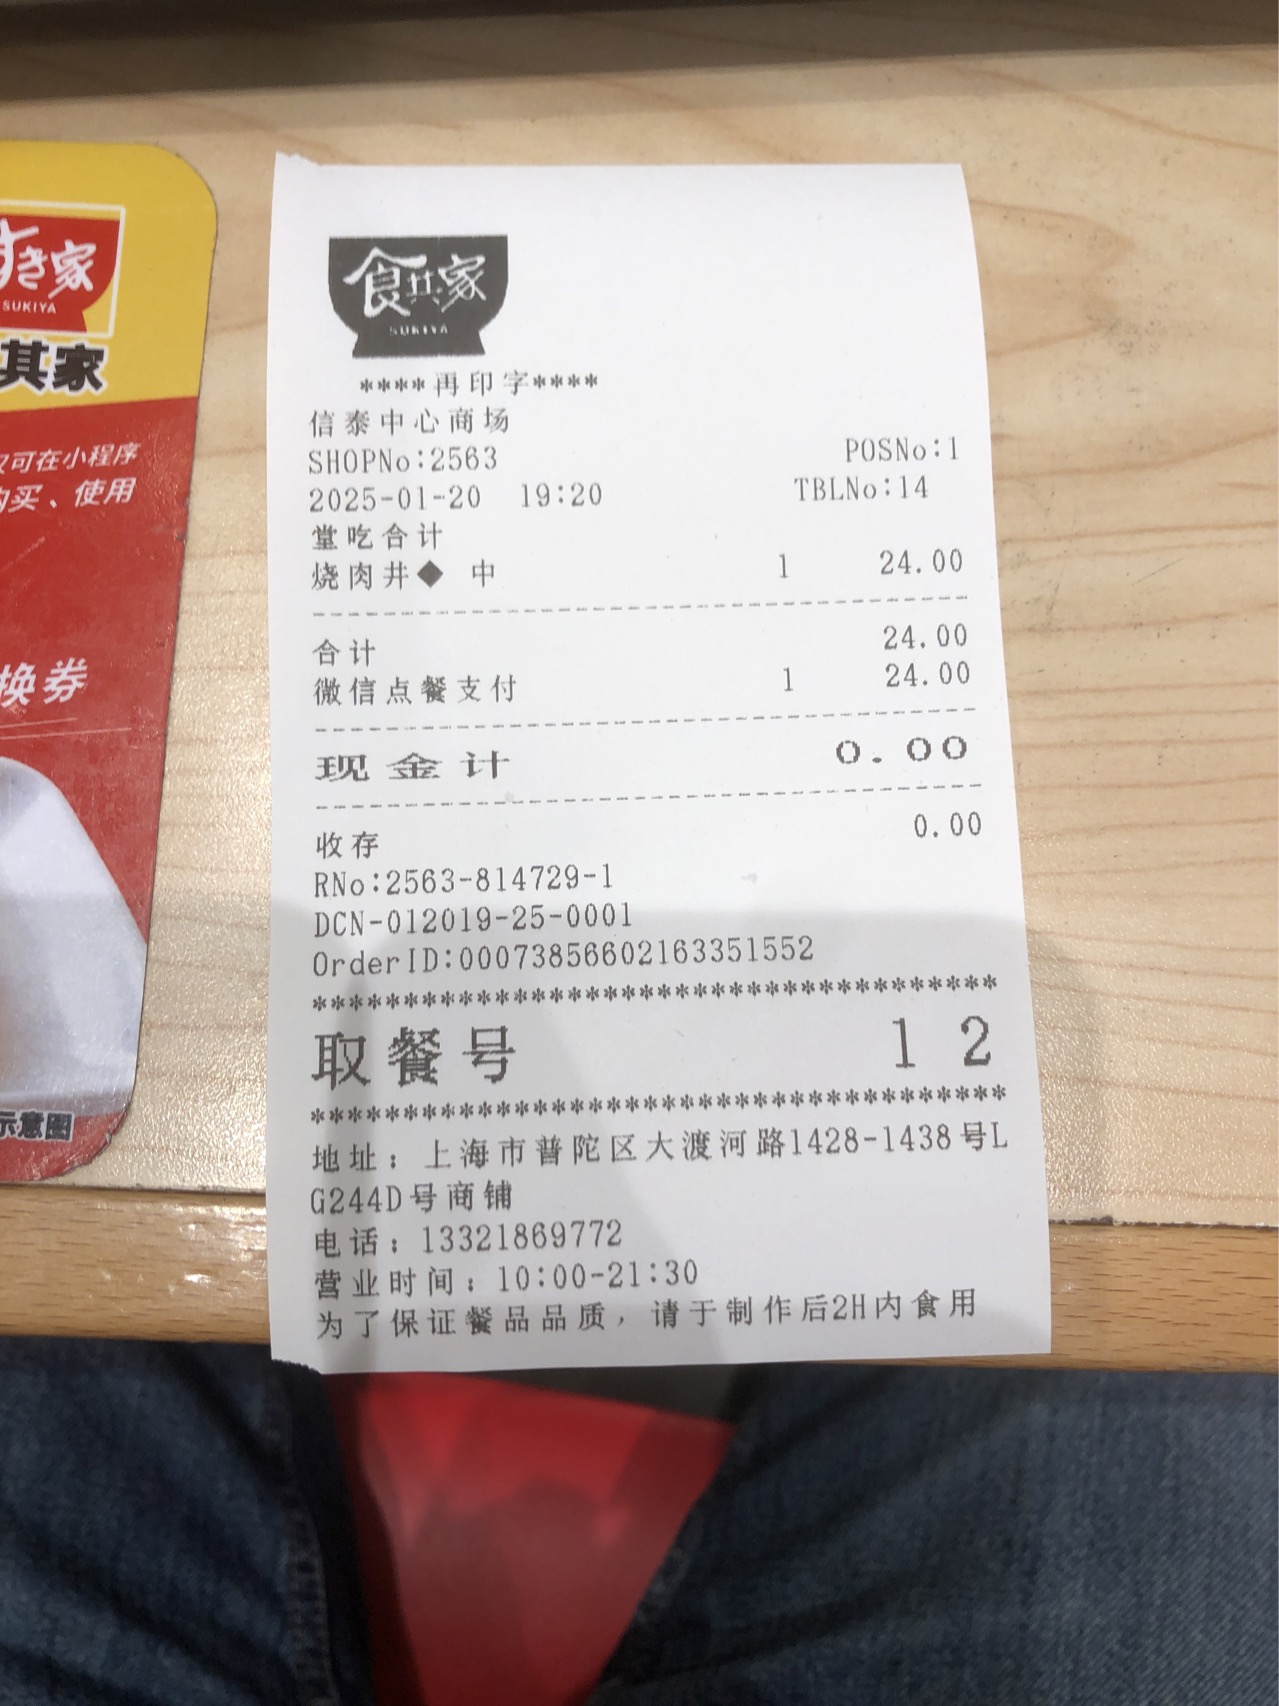 すき家
SUKIYA
其家
可在小程序
购买、使用
换券
示意图
食其家
SUKIYA
****再印字****
信泰中心商场
SHOPNo:2563 POSNo:1
2025-01-20 19:20 TBLNo:14
堂吃合计
烧肉井◆ 中 1 24.00
合计 24.00
微信点餐支付 1 24.00
现金计 0.00
收存 0.00
RNo:2563-814729-1
DCN-012019-25-0001
OrderID:00073856602163351552
*************************************
取餐号 12
*************************************
地址：上海市普陀区大渡河路1428-1438号L
G244D号商铺
电话：13321869772
营业时间：10:00-21:30
为了保证餐品品质，请于制作后2H内食用